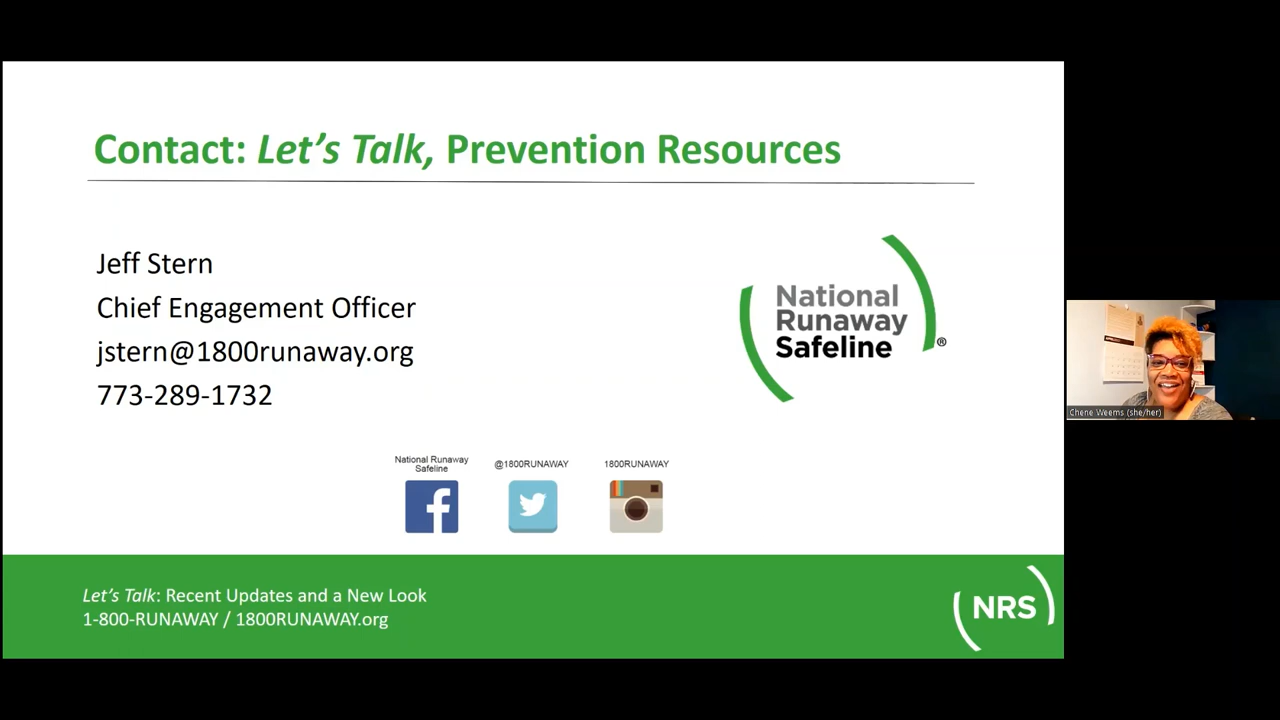 Contact: Let's Talk, Prevention Resources
Jeff Stern
Chief Engagement Officer
jstern@1800runaway.org
773-289-1732
National
Runaway
Safeline
®
National Runaway
Safeline
@1800RUNAWAY
1800RUNAWAY
Let's Talk: Recent Updates and a New Look
1-800-RUNAWAY / 1800RUNAWAY.org
NRS
Chene Weems (she/her)